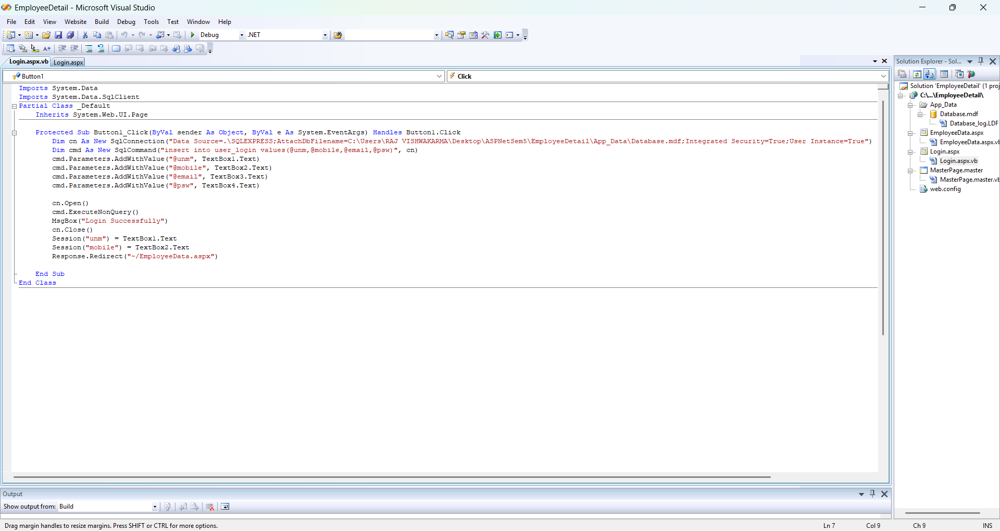 EmployeeDetail - Microsoft Visual Studio
File Edit View Website Build Debug Tools Test Window Help
Debug .NET
Login.aspx.vb Login.aspx
Button1 Click
Imports System.Data
Imports System.Data.SqlClient
Partial Class _Default
Inherits System.Web.UI.Page
Protected Sub Button1_Click(ByVal sender As Object, ByVal e As System.EventArgs) Handles Button1.Click
Dim cn As New SqlConnection("Data Source=.\SQLEXPRESS;AttachDbFilename=C:\Users\RAJ VISHWAKARMA\Desktop\ASPNetSem5\EmployeeDetail\App_Data\Database.mdf;Integrated Security=True;User Instance=True")
Dim cmd As New SqlCommand("insert into user_login values(@unm,@mobile,@email,@psw)", cn)
cmd.Parameters.AddWithValue("@unm", TextBox1.Text)
cmd.Parameters.AddWithValue("@mobile", TextBox2.Text)
cmd.Parameters.AddWithValue("@email", TextBox3.Text)
cmd.Parameters.AddWithValue("@psw", TextBox4.Text)
cn.Open()
cmd.ExecuteNonQuery()
MsgBox("Login Successfully")
cn.Close()
Session("unm") = TextBox1.Text
Session("mobile") = TextBox2.Text
Response.Redirect("~/EmployeeData.aspx")
End Sub
End Class
Solution Explorer - Sol...
Solution 'EmployeeDetail' (1 proj
C:\...\EmployeeDetail\
App_Data
Database.mdf
Database_log.LDF
EmployeeData.aspx
EmployeeData.aspx.vb
Login.aspx
Login.aspx.vb
MasterPage.master
MasterPage.master.vb
web.config
Output
Show output from: Build
Drag margin handles to resize margins. Press SHIFT or CTRL for more options.
Ln 7 Col 9 Ch 9 INS